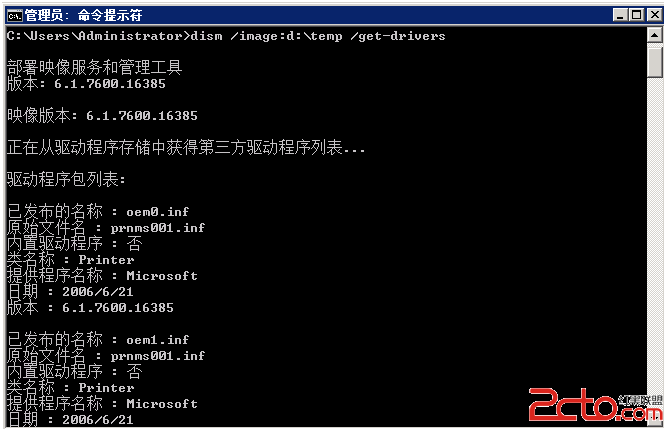 管理员: 命令提示符
C:\Users\Administrator>dism /image:d:\temp /get-drivers
部署映像服务和管理工具
版本: 6.1.7600.16385
映像版本: 6.1.7600.16385
正在从驱动程序存储中获得第三方驱动程序列表...
驱动程序包列表:
已发布的名称 : oem0.inf
原始文件名 : prnms001.inf
内置驱动程序 : 否
类名称 : Printer
提供程序名称 : Microsoft
日期 : 2006/6/21
版本 : 6.1.7600.16385
已发布的名称 : oem1.inf
原始文件名 : prnms001.inf
内置驱动程序 : 否
类名称 : Printer
提供程序名称 : Microsoft
日期 : 2006/6/21
红黑联盟
2cto.com